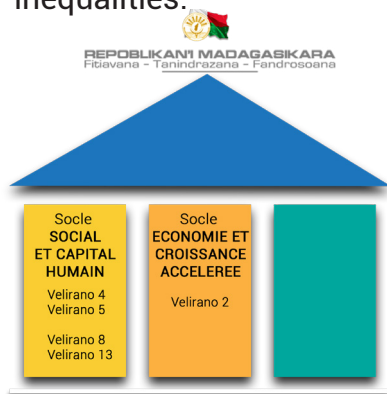 inequalities.
REPOBLIKAN'I MADAGASIKARA
Fitiavana – Tanindrazana – Fandrosoana
Socle
SOCIAL
ET CAPITAL
HUMAIN
Velirano 4
Velirano 5
Velirano 8
Velirano 13
Socle
ECONOMIE ET
CROISSANCE
ACCELEREE
Velirano 2